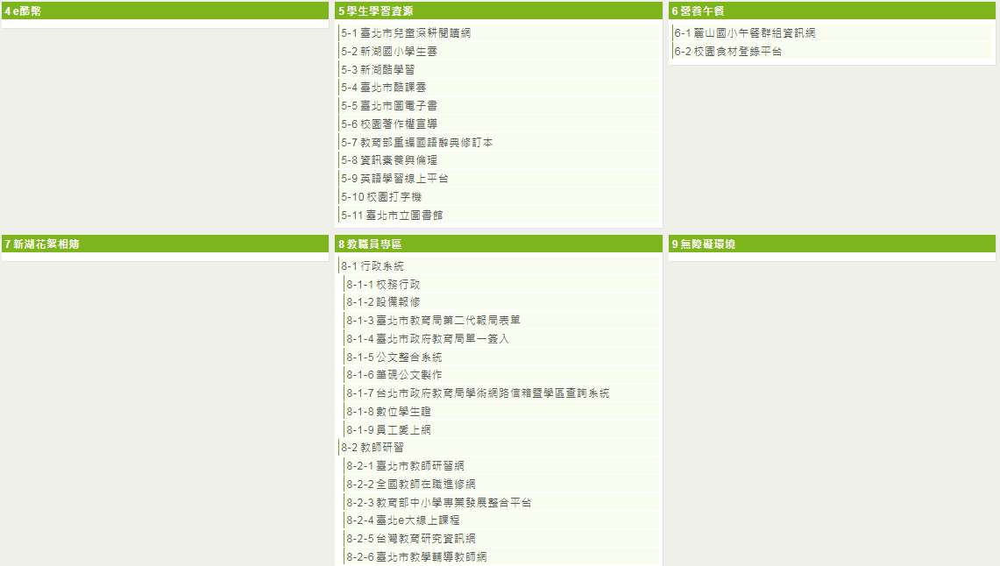 4 e酷幣
5 學生學習資源
5-1 臺北市兒童深耕閱讀網
5-2 新湖國小學生雲
5-3 新湖酷學習
5-4 臺北市酷課雲
5-5 臺北市圖電子書
5-6 校園著作權宣導
5-7 教育部重編國語辭典修訂本
5-8 資訊素養與倫理
5-9 英語學習線上平台
5-10 校園打字機
5-11 臺北市立圖書館
6 營養午餐
6-1 麗山國小午餐群組資訊網
6-2 校園食材登錄平台
7 新湖花絮相簿
8 教職員專區
8-1 行政系統
8-1-1 校務行政
8-1-2 設備報修
8-1-3 臺北市教育局第二代報局表單
8-1-4 臺北市政府教育局單一簽入
8-1-5 公文整合系統
8-1-6 筆硯公文製作
8-1-7 台北市政府教育局學術網路信箱暨學區查詢系統
8-1-8 數位學生證
8-1-9 員工愛上網
8-2 教師研習
8-2-1 臺北市教師研習網
8-2-2 全國教師在職進修網
8-2-3 教育部中小學專業發展整合平台
8-2-4 臺北e大線上課程
8-2-5 台灣教育研究資訊網
8-2-6 臺北市教學輔導教師網
9 無障礙環境